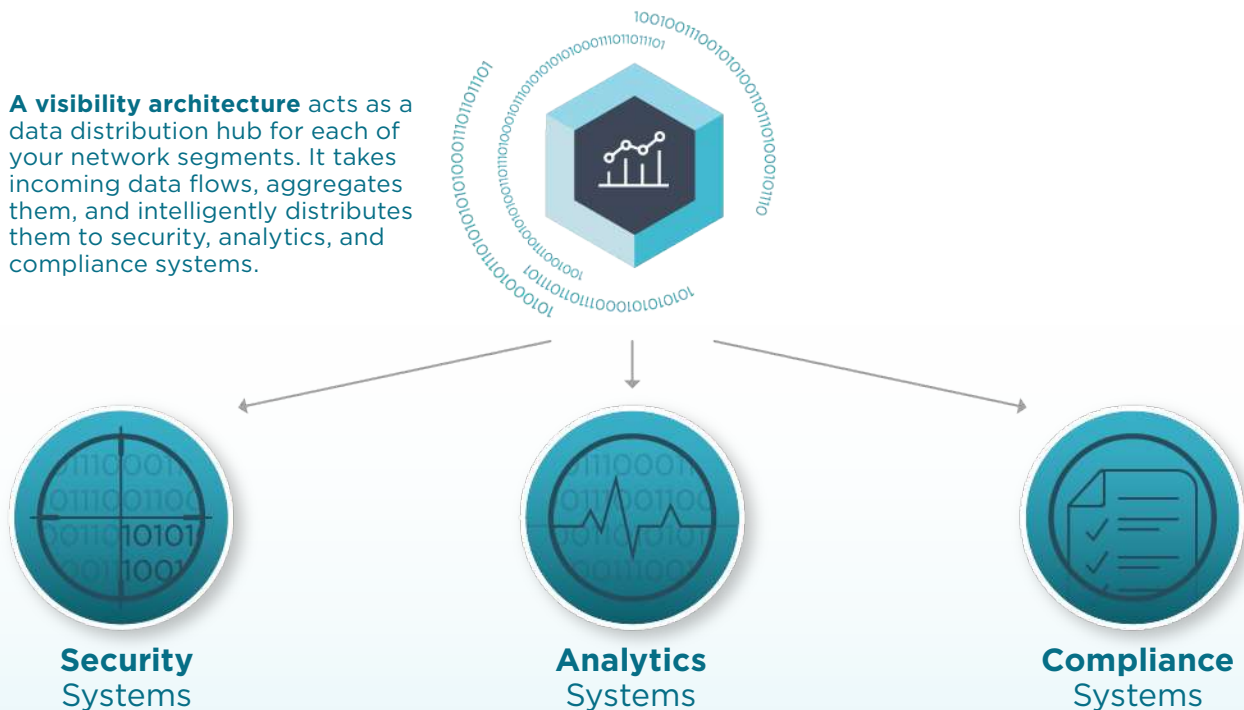 A visibility architecture acts as a
data distribution hub for each of
your network segments. It takes
incoming data flows, aggregates
them, and intelligently distributes
them to security, analytics, and
compliance systems.
Security
Systems
Analytics
Systems
Compliance
Systems